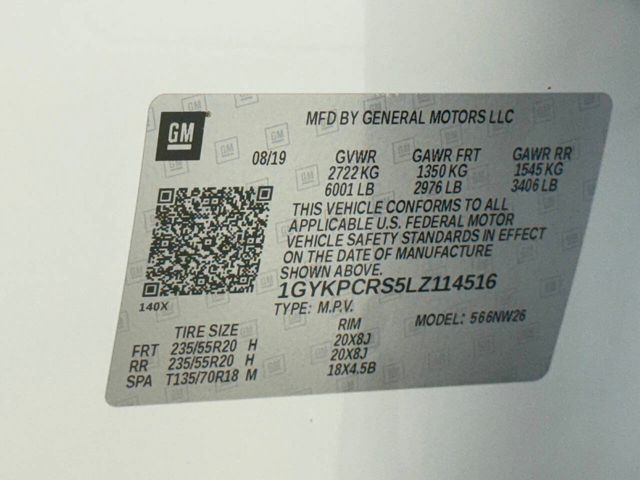 GM
MFD BY GENERAL MOTORS LLC
08/19 GVWR GAWR FRT GAWR RR
2722 KG 1350 KG 1545 KG
6001 LB 2976 LB 3406 LB
THIS VEHICLE CONFORMS TO ALL
APPLICABLE U.S. FEDERAL MOTOR
VEHICLE SAFETY STANDARDS IN EFFECT
ON THE DATE OF MANUFACTURE
SHOWN ABOVE.
1GYKPCRS5LZ114516
140X
TYPE: M.P.V. MODEL: 566NW26
TIRE SIZE RIM
FRT 235/55R20 H 20X8J
RR 235/55R20 H 20X8J
SPA T135/70R18 M 18X4.5B